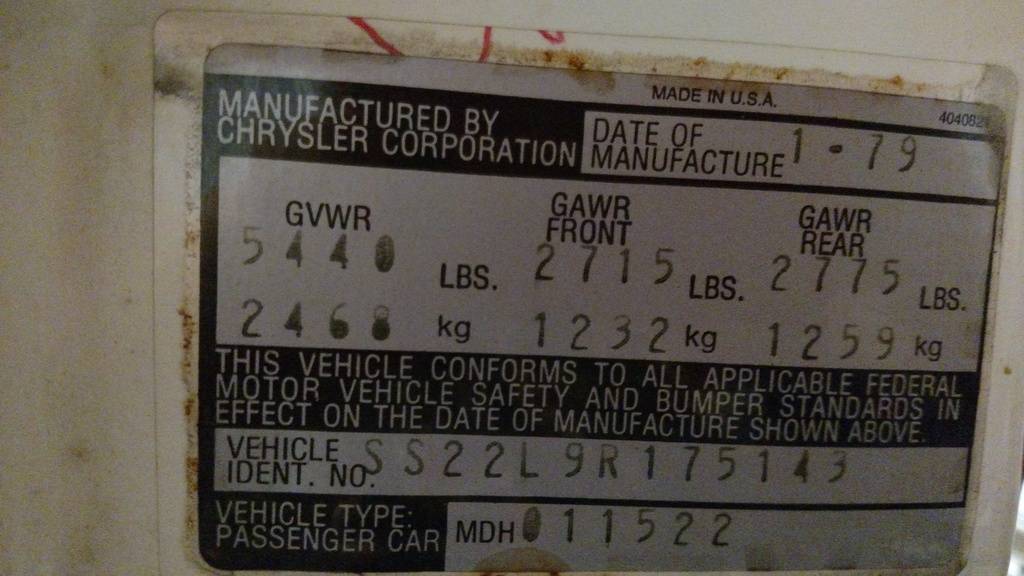 MADE IN U.S.A.
MANUFACTURED BY
CHRYSLER CORPORATION
DATE OF
MANUFACTURE 1-79
GVWR
5440 LBS.
2468 kg
GAWR
FRONT
2715 LBS.
1232 kg
GAWR
REAR
2775 LBS.
1259 kg
THIS VEHICLE CONFORMS TO ALL APPLICABLE FEDERAL
MOTOR VEHICLE SAFETY AND BUMPER STANDARDS IN
EFFECT ON THE DATE OF MANUFACTURE SHOWN ABOVE.
VEHICLE
IDENT. NO. SS22L9R175143
VEHICLE TYPE:
PASSENGER CAR
MDH 011522